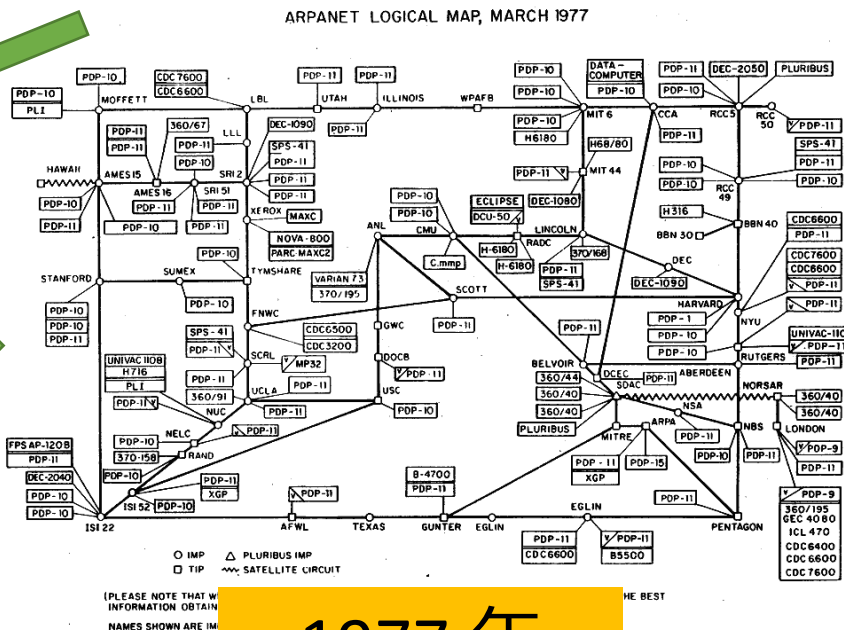 ARPANET LOGICAL MAP, MARCH 1977
PDP-10
CDC7600
CDC6600
PDP-11
PDP-11
PDP-10
DATA-
COMPUTER
PDP-10
PDP-11
DEC-2050
PLURIBUS
PDP-10
PLI
MOFFETT
LBL
UTAH
ILLINOIS
WPAFB
PDP-10
PDP-10
MIT 6
CCA
RCC5
RCC
50
PDP-11
PDP-11
PDP-11
360/67
LLL
PDP-11
PDP-10
DEC-1090
SPS-41
PDP-11
PDP-11
PDP-11
PDP-11
PDP-10
H6180
H68/80
PDP-11
SPS-41
PDP-11
PDP-10
HAWAII
AMES15
AMES16
SRI 51
SRI 2
PDP-11
MIT 44
DEC-1080
PDP-10
PDP-10
RCC
49
PDP-10
PDP-11
PDP-10
PDP-11
PDP-11
PDP-11
XEROX
MAXC
NOVA-800
PARC-MAXC2
PDP-10
PDP-10
ANL
CMU
ECLIPSE
DCU-50
RADC
H-6180
H-6180
LINCOLN
370/168
H316
BBN 30
BBN 40
CDC6600
PDP-11
STANFORD
SUMEX
PDP-10
TYMSHARE
C.mmp
PDP-11
SPS-41
DEC
DEC-1090
CDC7600
CDC6600
PDP-11
PDP-11
PDP-10
PDP-10
PDP-11
PDP-10
FNWC
CDC6500
CDC3200
VARIAN 73
370/195
SCOTT
PDP-11
HARVARD
PDP-1
PDP-10
PDP-10
NYU
SPS-41
PDP-11
SCRL
MP32
GWC
DOCB
PDP-11
PDP-11
BELVOIR
DCEC
PDP-11
ABERDEEN
RUTGERS
PDP-11
PDP-11
UNIVAC 1108
H716
PLI
PDP-11
PDP-11
360/91
UCLA
PDP-11
PDP-11
USC
PDP-10
360/44
360/40
360/40
PLURIBUS
SDAC
NORSAR
360/40
360/40
NUC
NELC
PDP-10
370-158
RAND
PDP-11
MITRE
ARPA
NSA
PDP-11
NBS
LONDON
PDP-9
PDP-11
FPS AP-120B
PDP-11
DEC-2040
PDP-10
PDP-10
PDP-10
ISI 52
PDP-10
PDP-11
XGP
PDP-11
XGP
PDP-15
PDP-10
PDP-11
PDP-9
360/195
GEC 4080
ICL 470
CDC6400
CDC6600
CDC7600
B-4700
PDP-11
PDP-11
PDP-11
ISI 22
AFWL
TEXAS
GUNTER
EGLIN
EGLIN
PENTAGON
PDP-11
CDC6600
PDP-11
B5500
IMP
PLURIBUS IMP
TIP
SATELLITE CIRCUIT
(PLEASE NOTE THAT
HE BEST
INFORMATION OBTAIN
NAMES SHOWN ARE
1977 年